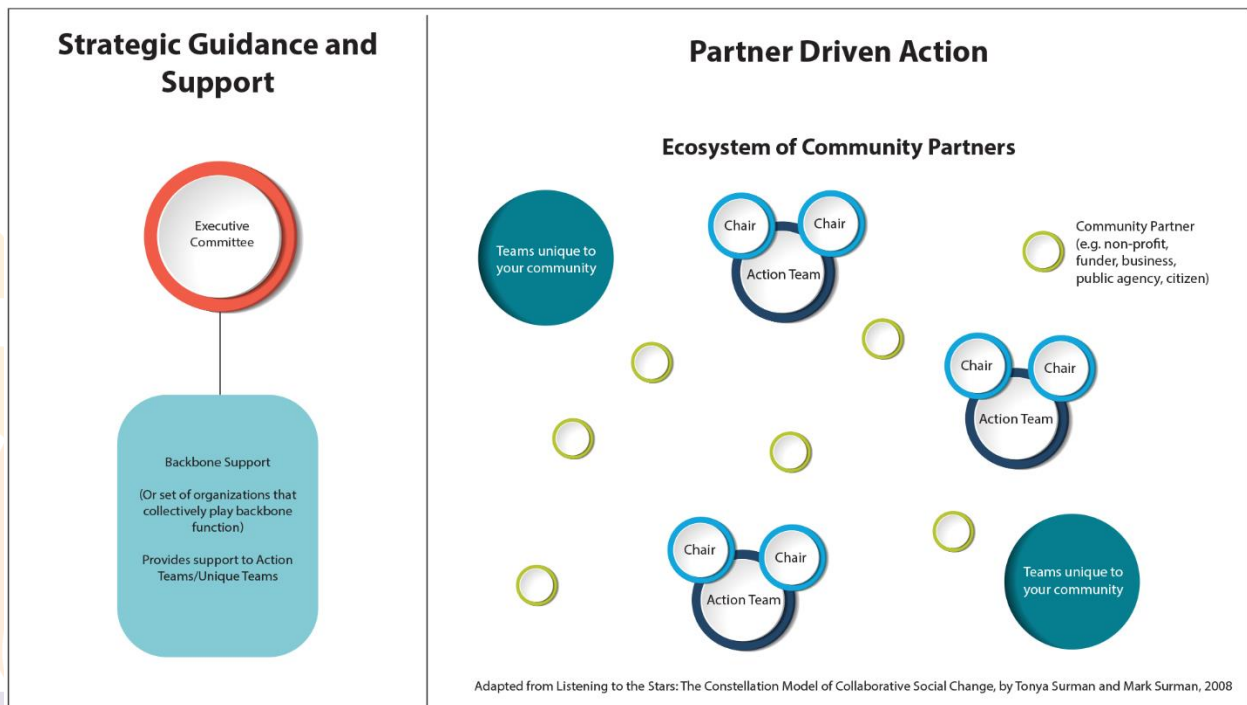 Strategic Guidance and
Support
Executive
Committee
Backbone Support
(Or set of organizations that
collectively play backbone
function)
Provides support to Action
Teams/Unique Teams
Partner Driven Action
Ecosystem of Community Partners
Teams unique to
your community
Chair
Chair
Action Team
Community Partner
(e.g. non-profit,
funder, business,
public agency, citizen)
Chair
Chair
Action Team
Chair
Chair
Action Team
Teams unique to
your community
Adapted from Listening to the Stars: The Constellation Model of Collaborative Social Change, by Tonya Surman and Mark Surman, 2008